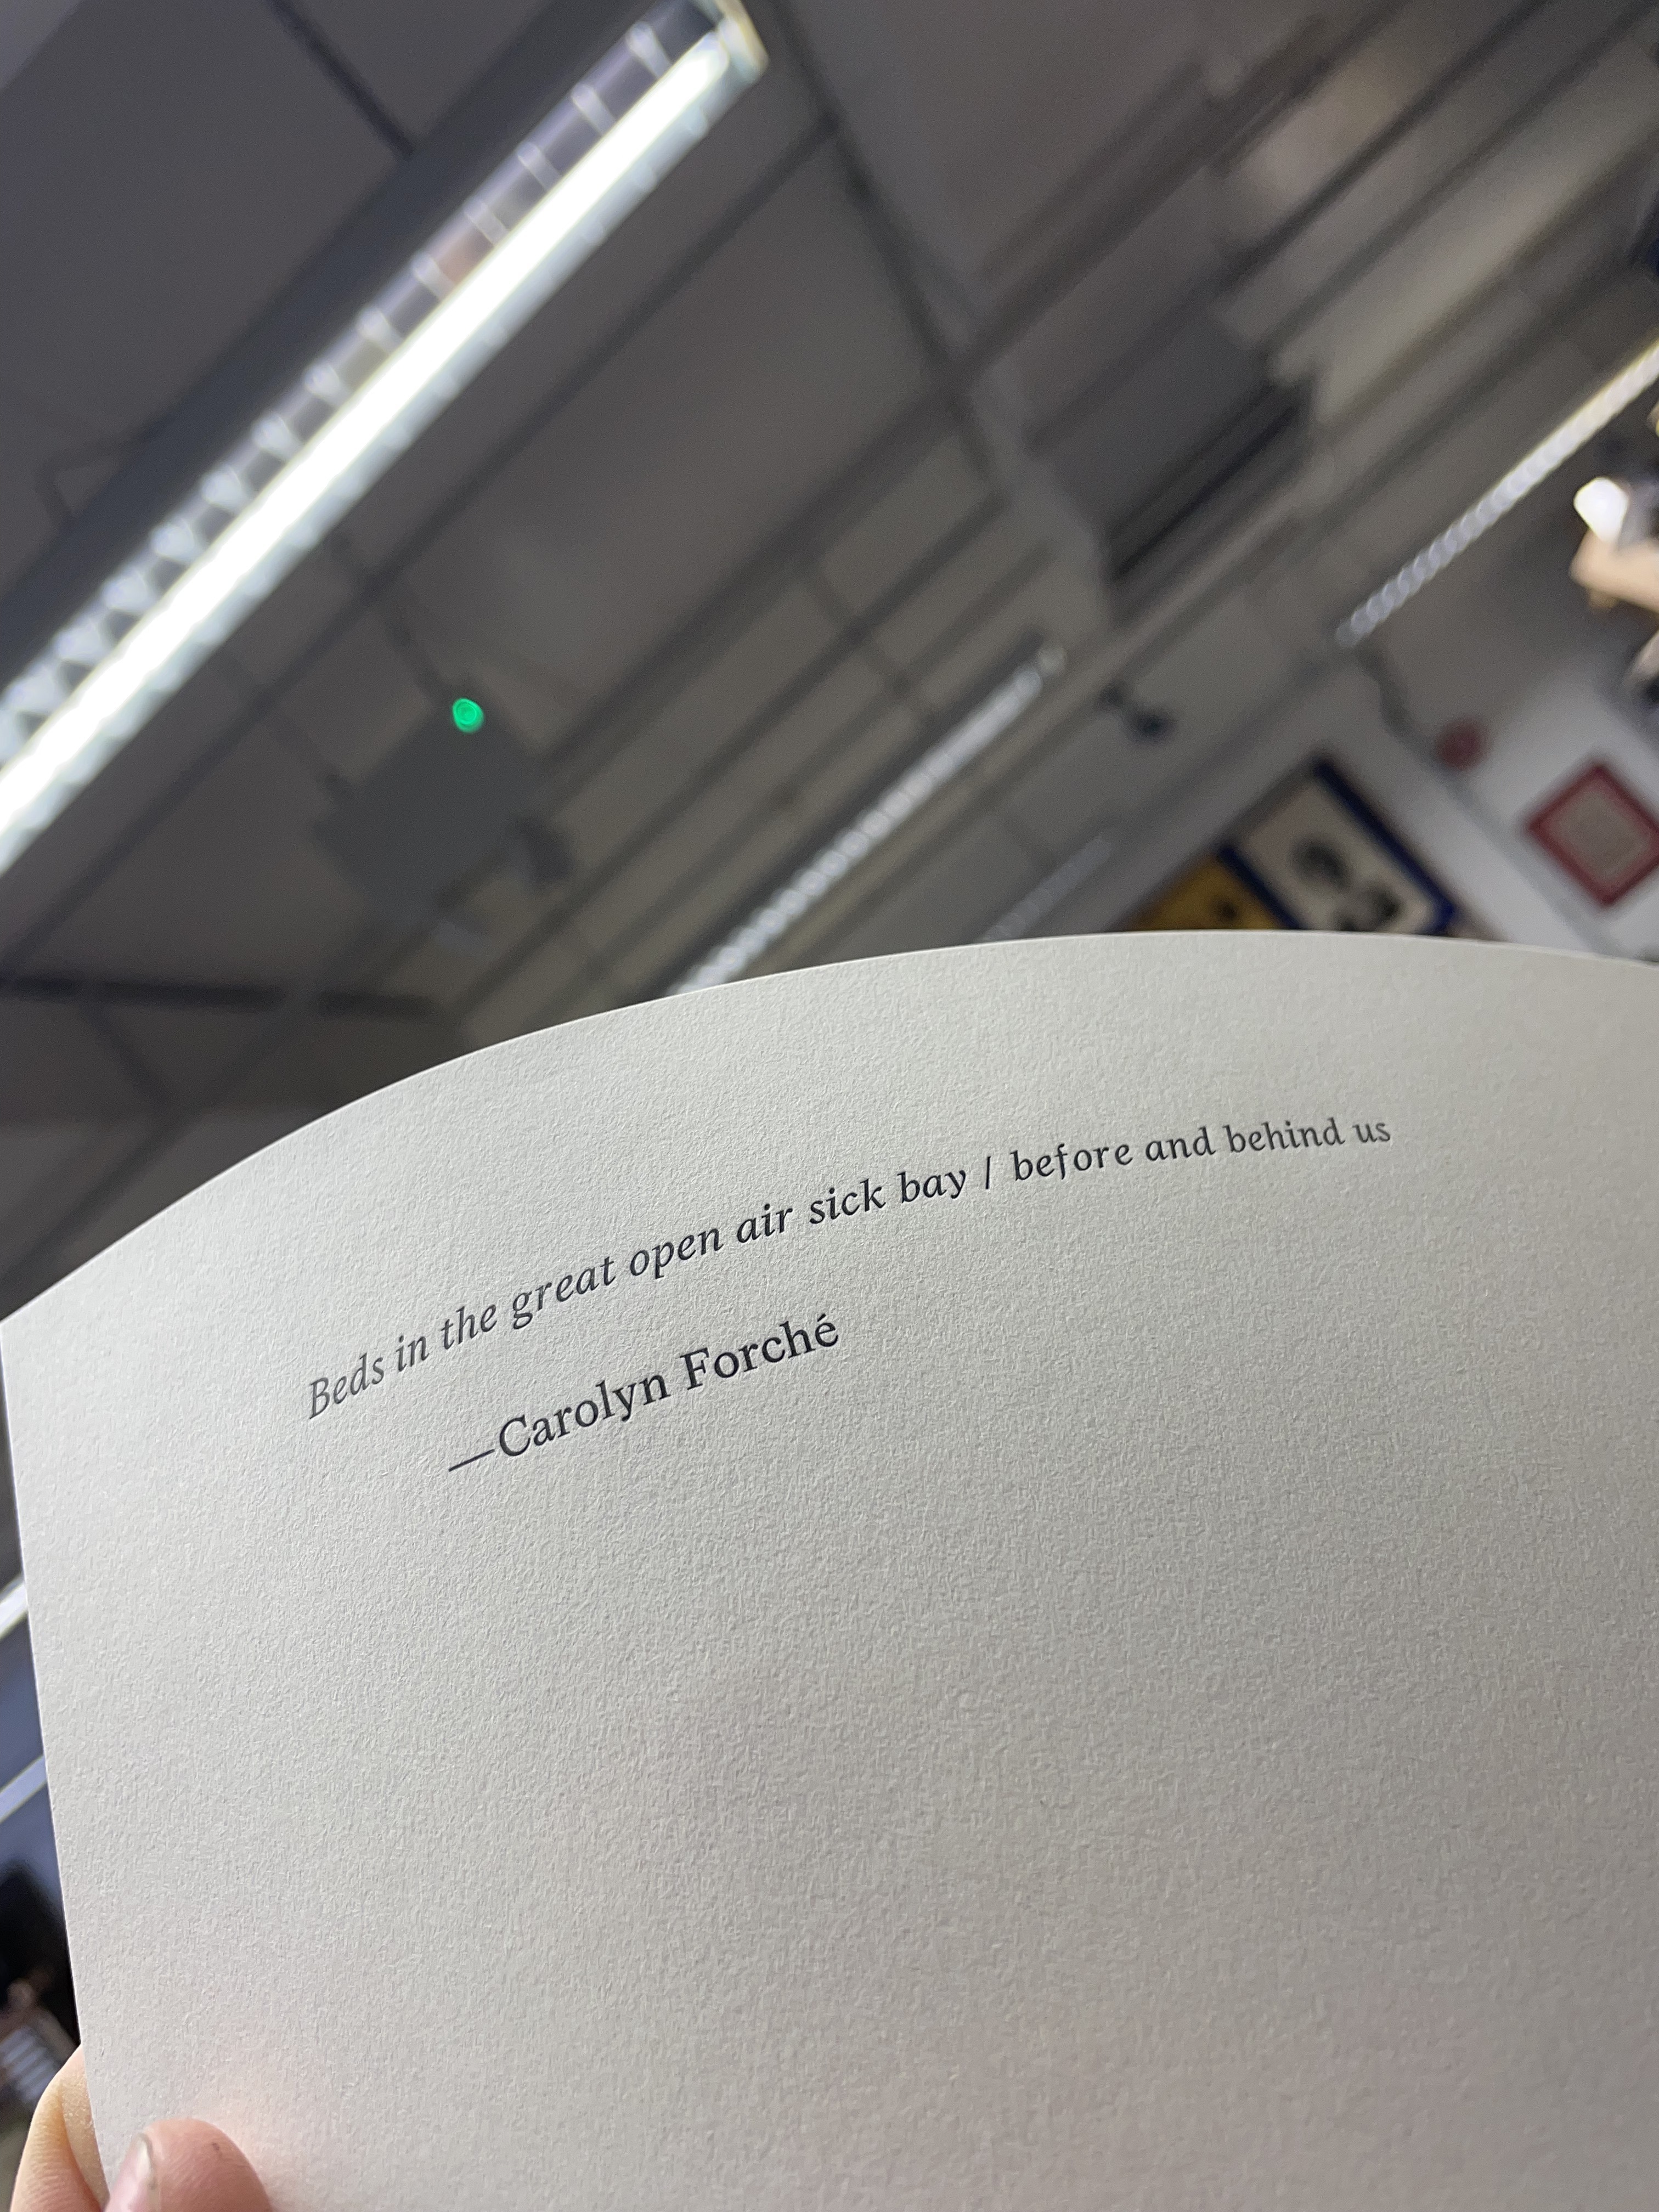 Beds in the great open air sick bay / before and behind us
—Carolyn Forché